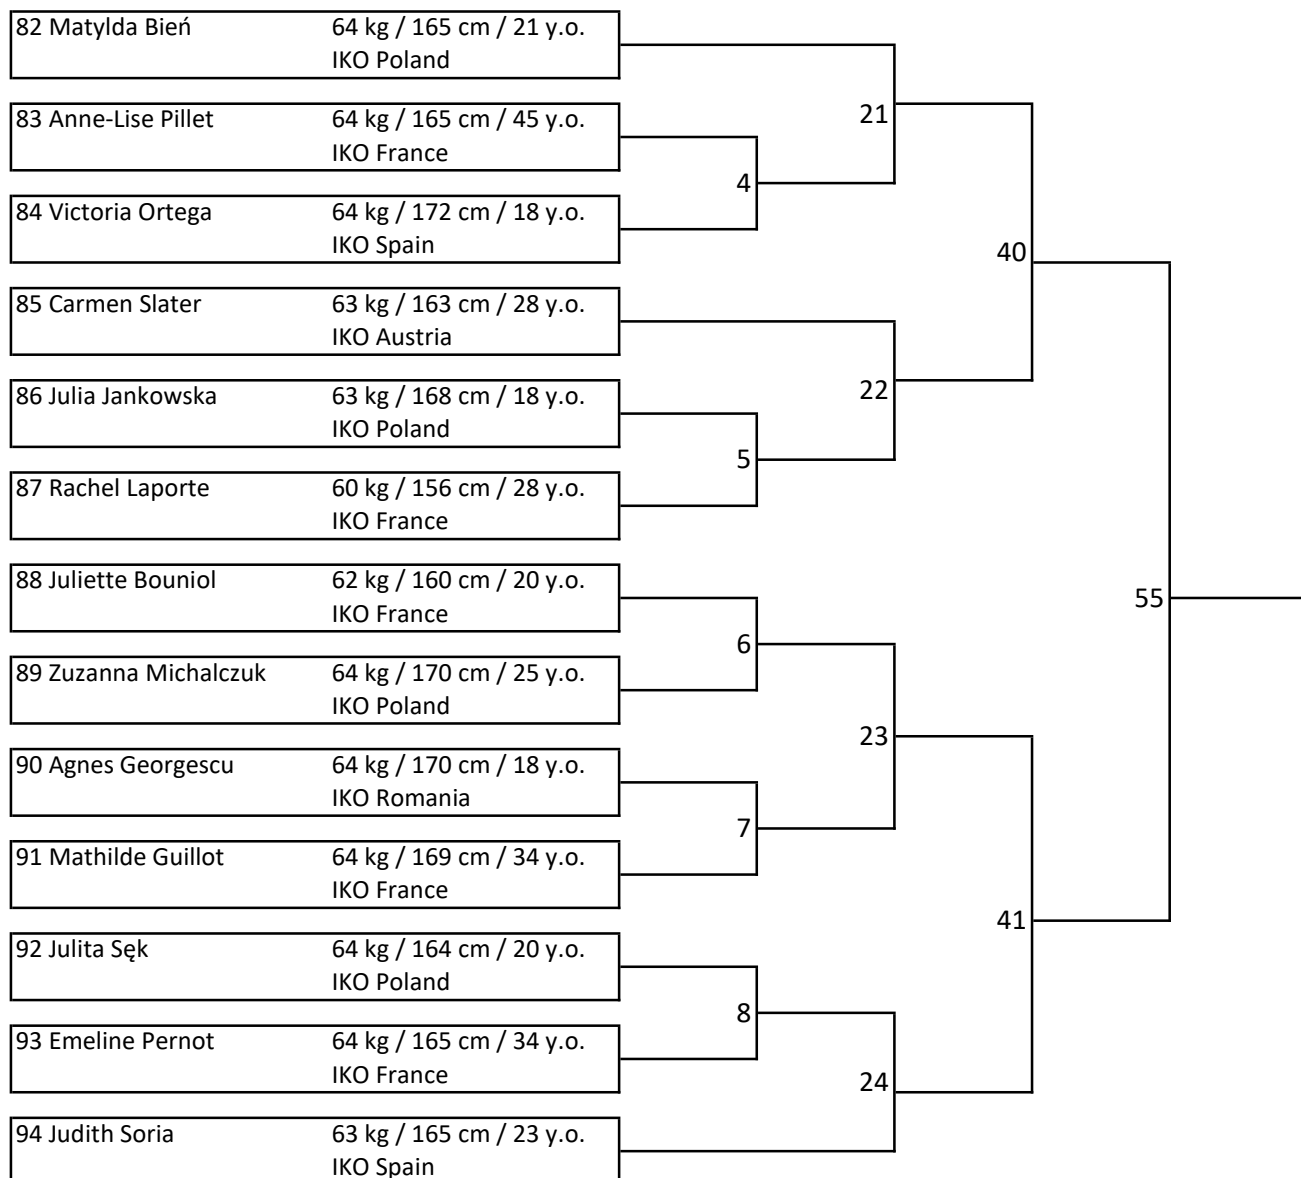 82 Matylda Bień 64 kg / 165 cm / 21 y.o.
IKO Poland
83 Anne-Lise Pillet 64 kg / 165 cm / 45 y.o.
IKO France
84 Victoria Ortega 64 kg / 172 cm / 18 y.o.
IKO Spain
85 Carmen Slater 63 kg / 163 cm / 28 y.o.
IKO Austria
86 Julia Jankowska 63 kg / 168 cm / 18 y.o.
IKO Poland
87 Rachel Laporte 60 kg / 156 cm / 28 y.o.
IKO France
88 Juliette Bouniol 62 kg / 160 cm / 20 y.o.
IKO France
89 Zuzanna Michalczuk 64 kg / 170 cm / 25 y.o.
IKO Poland
90 Agnes Georgescu 64 kg / 170 cm / 18 y.o.
IKO Romania
91 Mathilde Guillot 64 kg / 169 cm / 34 y.o.
IKO France
92 Julita Sęk 64 kg / 164 cm / 20 y.o.
IKO Poland
93 Emeline Pernot 64 kg / 165 cm / 34 y.o.
IKO France
94 Judith Soria 63 kg / 165 cm / 23 y.o.
IKO Spain
4
5
6
7
8
21
22
23
24
40
41
55